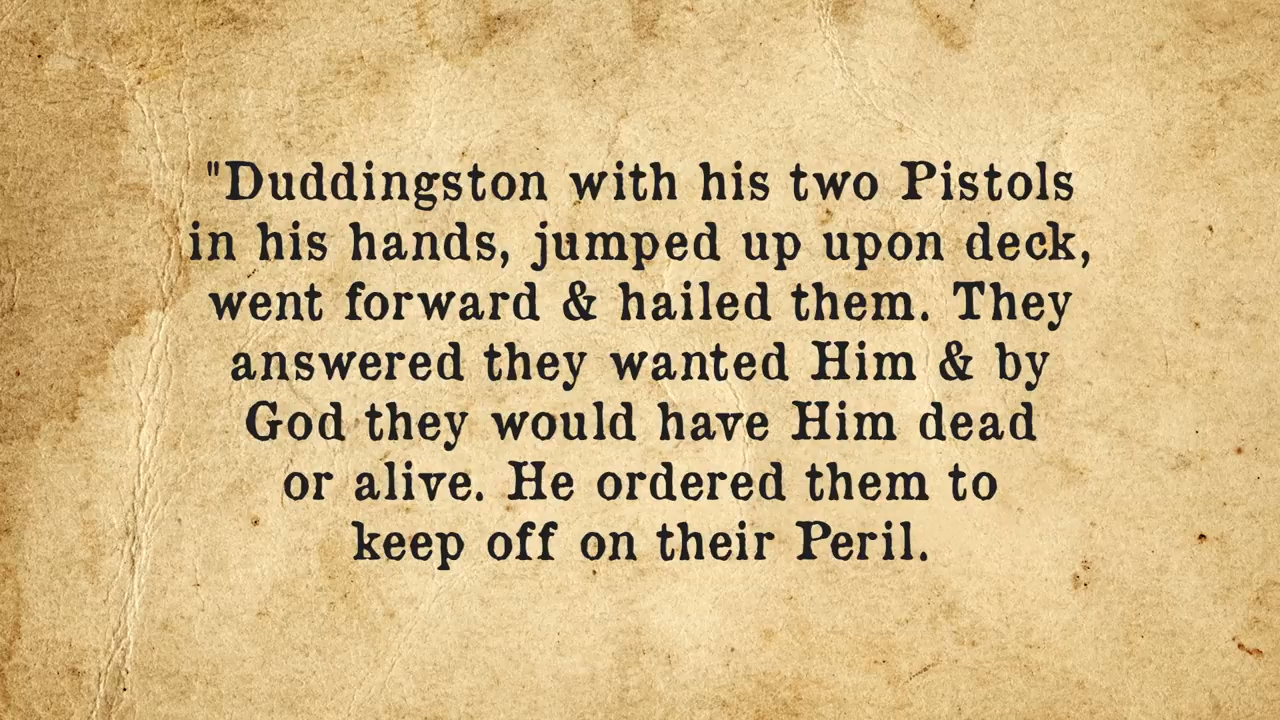 "Duddingston with his two Pistols
in his hands, jumped up upon deck,
went forward & hailed them. They
answered they wanted Him & by
God they would have Him dead
or alive. He ordered them to
keep off on their Peril.